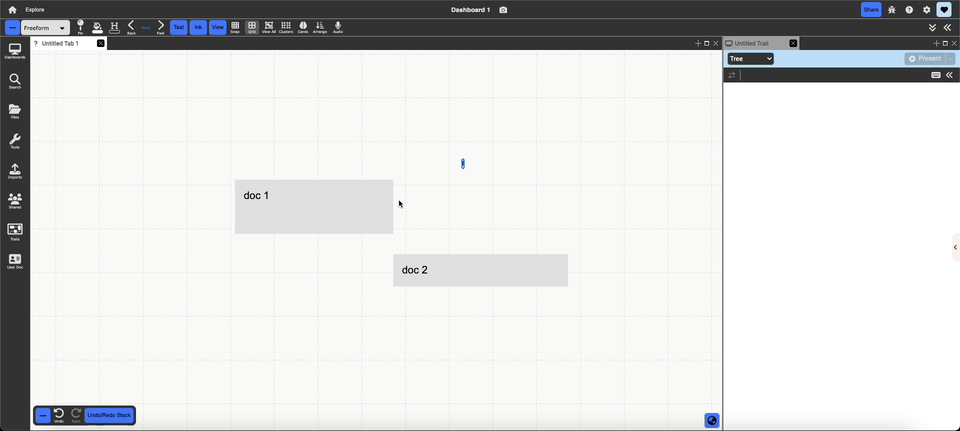 Explore
Dashboard 1
Share
Freeform
Pin
Back
Fwd
Text
Ink
View
Snap
Grid
View All
Clusters
Cards
Arrange
Audio
? Untitled Tab 1
Untitled Trail
Dashboards
Search
Files
Tools
Imports
Shared
Trails
User Doc
Tree
Present
doc 1
doc 2
Undo
Redo
Undo/Redo Stack